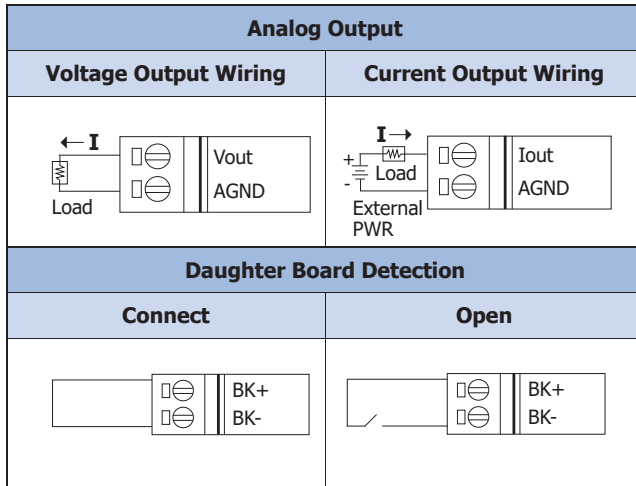 Analog Output
Voltage Output Wiring
Current Output Wiring
I
Vout
AGND
Load
I
+
-
Load
External
PWR
Iout
AGND
Daughter Board Detection
Connect
Open
BK+
BK-
BK+
BK-